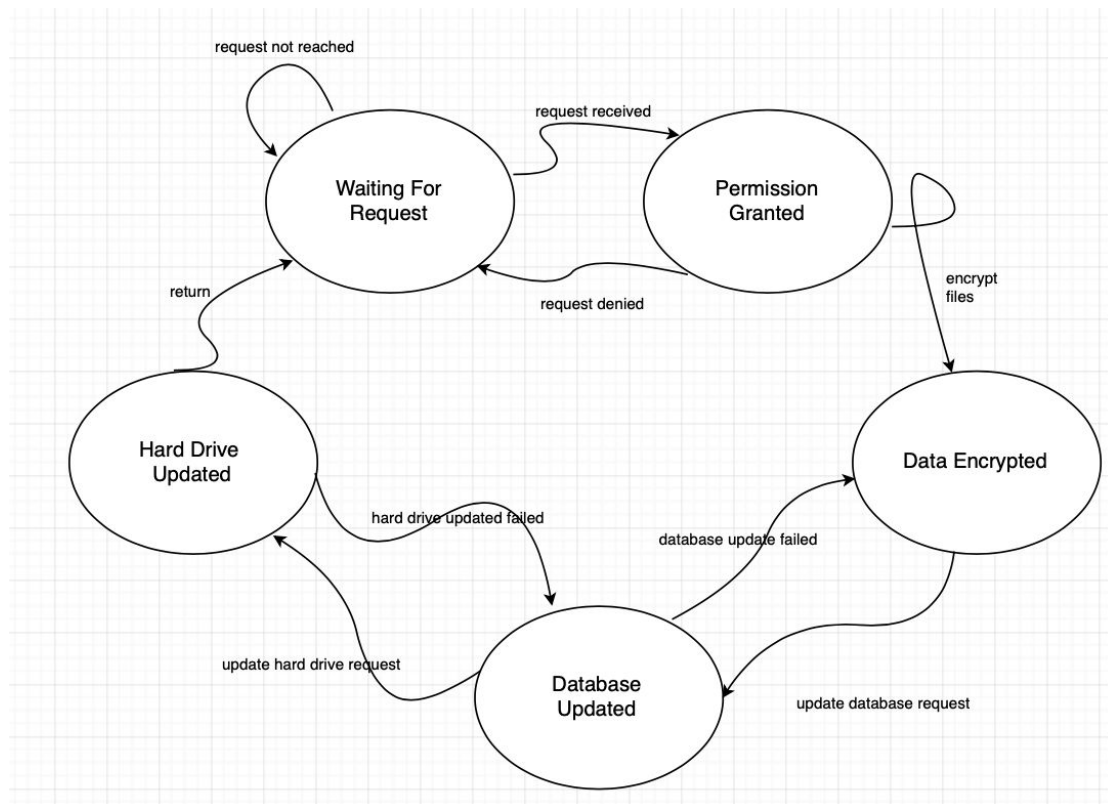 request not reached
request received
Waiting For
Request
Permission
Granted
encrypt
files
return
request denied
Hard Drive
Updated
Data Encrypted
hard drive updated failed
database update failed
update hard drive request
Database
Updated
update database request